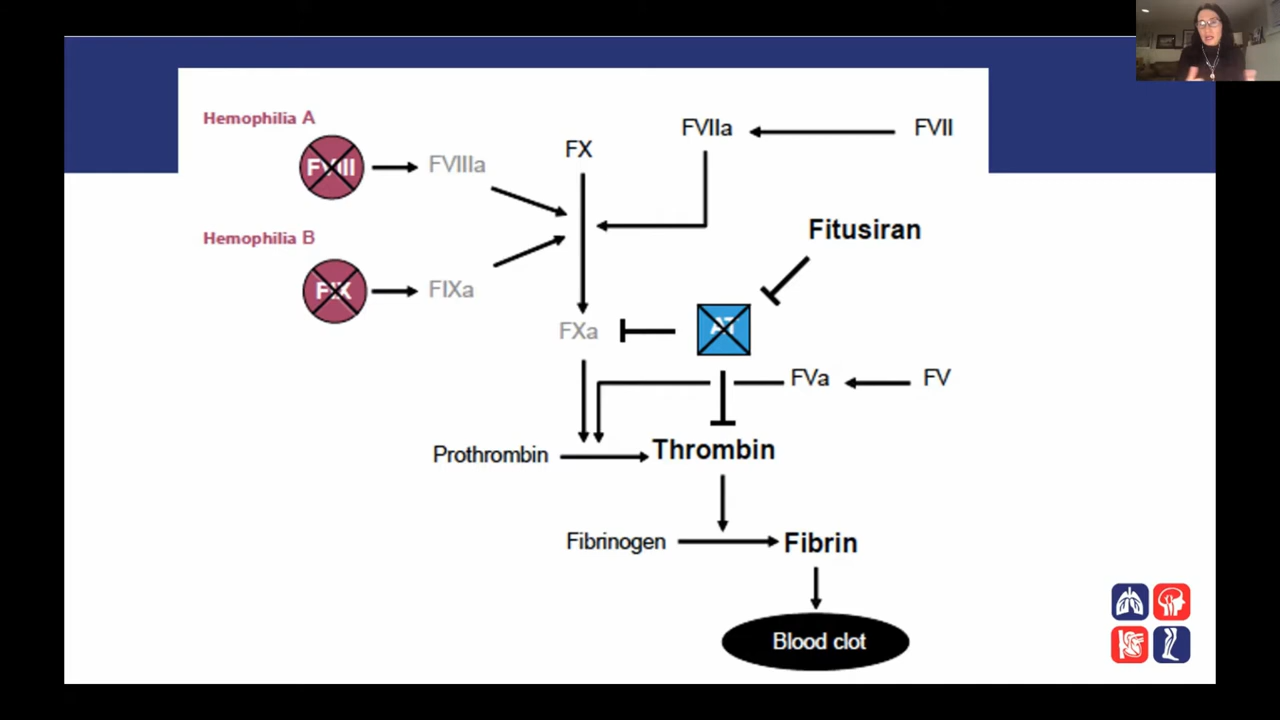 Hemophilia A
FVIII
FVIIIa
FX
FVIIa
FVII
Hemophilia B
FIX
FIXa
Fitusiran
FXa
AT
FVa
FV
Prothrombin
Thrombin
Fibrinogen
Fibrin
Blood clot